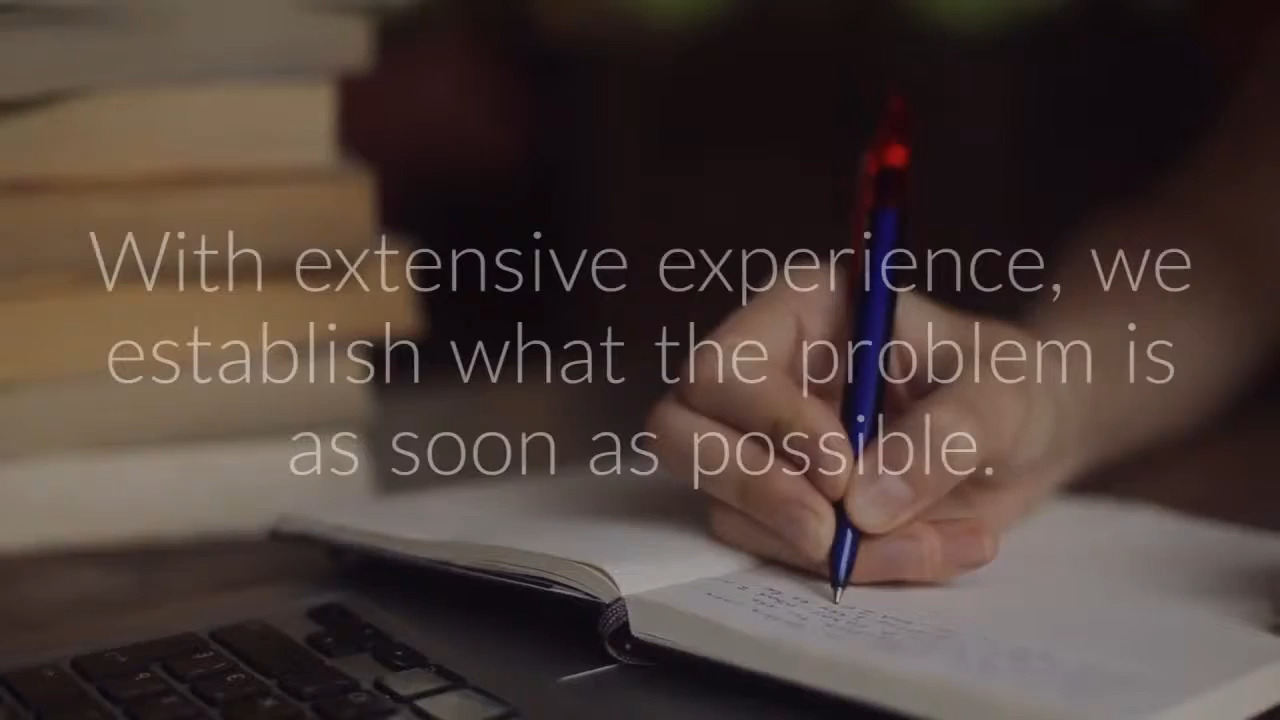 With extensive experience, we
establish what the problem is
as soon as possible.